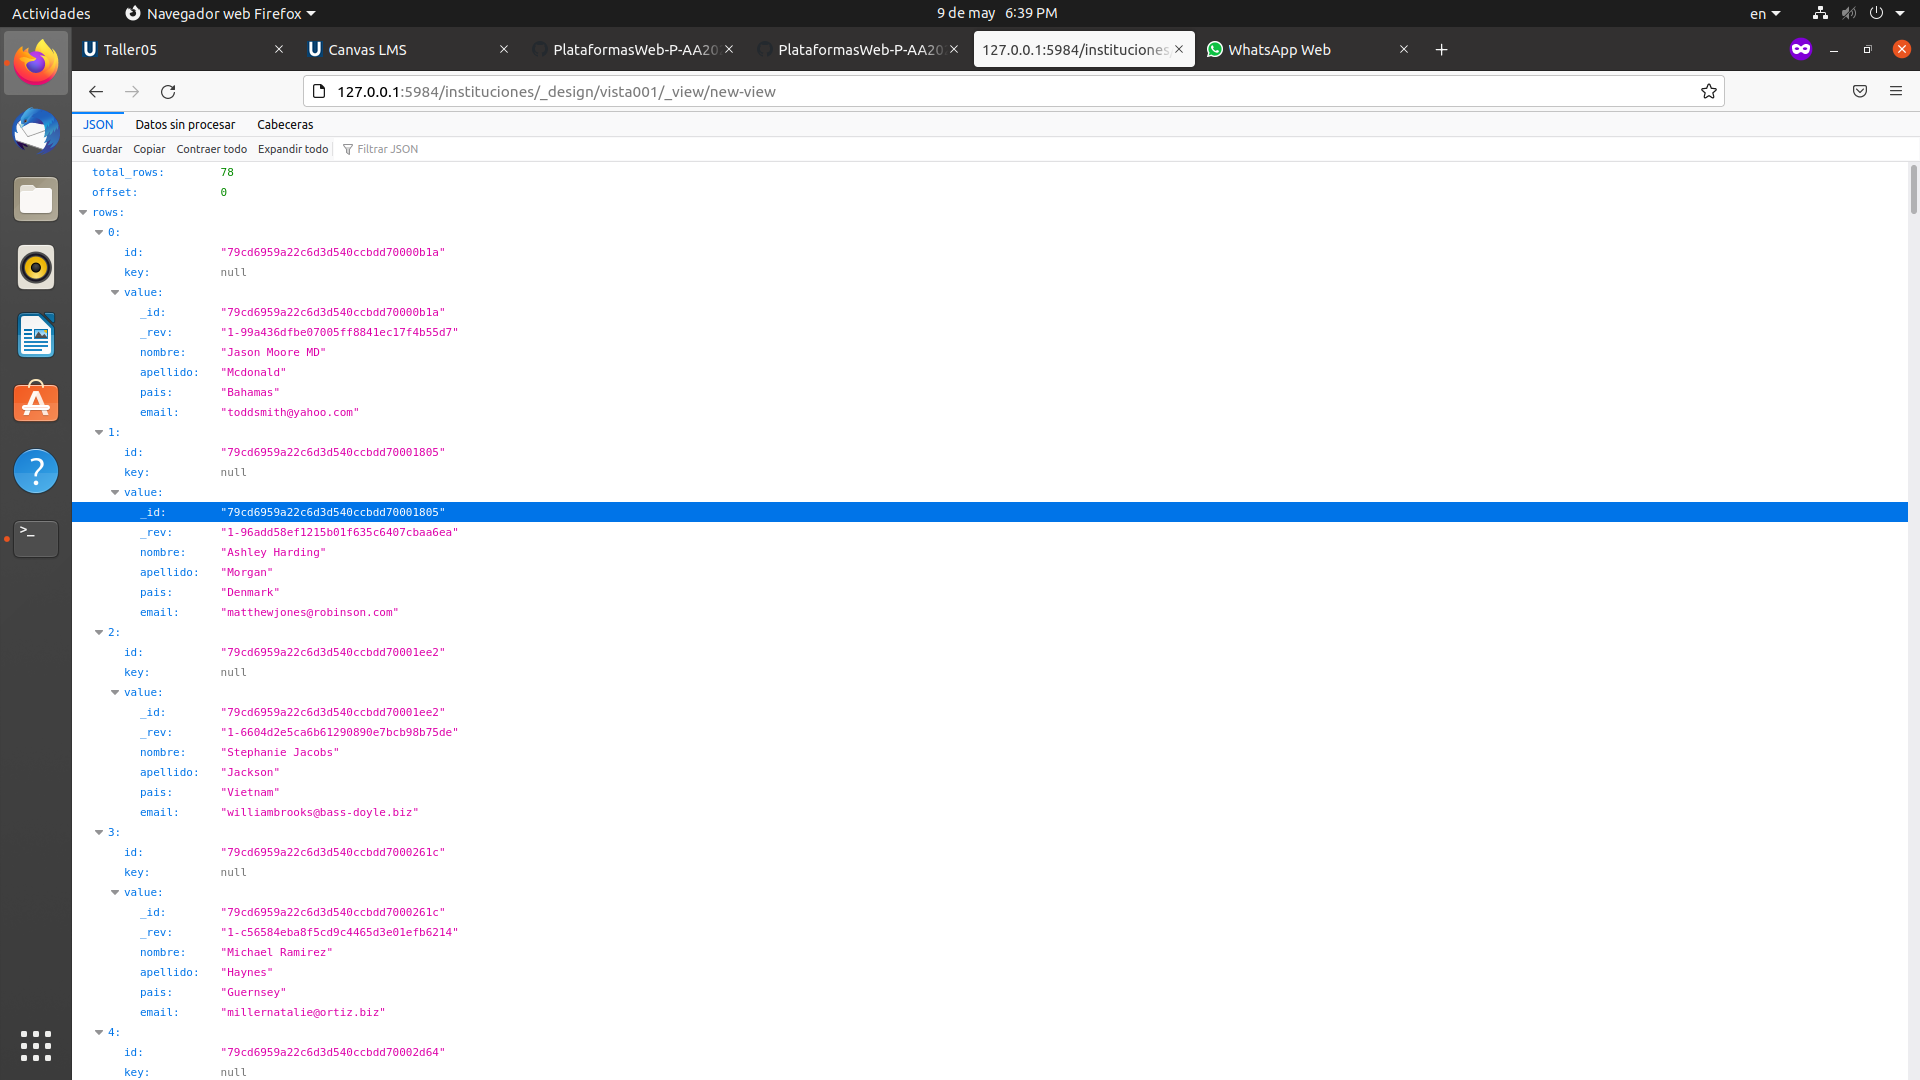 Actividades Navegador web Firefox 9 de may 6:39 PM en
Taller05 Canvas LMS PlataformasWeb-P-AA20 PlataformasWeb-P-AA20 127.0.0.1:5984/instituciones WhatsApp Web
127.0.0.1:5984/instituciones/_design/vista001/_view/new-view
JSON Datos sin procesar Cabeceras
Guardar Copiar Contraer todo Expandir todo Filtrar JSON
total_rows: 78
offset: 0
rows:
0:
id: "79cd6959a22c6d3d540ccbdd70000b1a"
key: null
value:
_id: "79cd6959a22c6d3d540ccbdd70000b1a"
_rev: "1-99a436dfbe07005ff8841ec17f4b55d7"
nombre: "Jason Moore MD"
apellido: "Mcdonald"
pais: "Bahamas"
email: "toddsmith@yahoo.com"
1:
id: "79cd6959a22c6d3d540ccbdd70001805"
key: null
value:
_id: "79cd6959a22c6d3d540ccbdd70001805"
_rev: "1-96add58ef1215b01f635c6407cbaa6ea"
nombre: "Ashley Harding"
apellido: "Morgan"
pais: "Denmark"
email: "matthewjones@robinson.com"
2:
id: "79cd6959a22c6d3d540ccbdd70001ee2"
key: null
value:
_id: "79cd6959a22c6d3d540ccbdd70001ee2"
_rev: "1-6604d2e5ca6b61290890e7bcb98b75de"
nombre: "Stephanie Jacobs"
apellido: "Jackson"
pais: "Vietnam"
email: "williambrooks@bass-doyle.biz"
3:
id: "79cd6959a22c6d3d540ccbdd7000261c"
key: null
value:
_id: "79cd6959a22c6d3d540ccbdd7000261c"
_rev: "1-c56584eba8f5cd9c4465d3e01efb6214"
nombre: "Michael Ramirez"
apellido: "Haynes"
pais: "Guernsey"
email: "millernatalie@ortiz.biz"
4:
id: "79cd6959a22c6d3d540ccbdd70002d64"
key: null